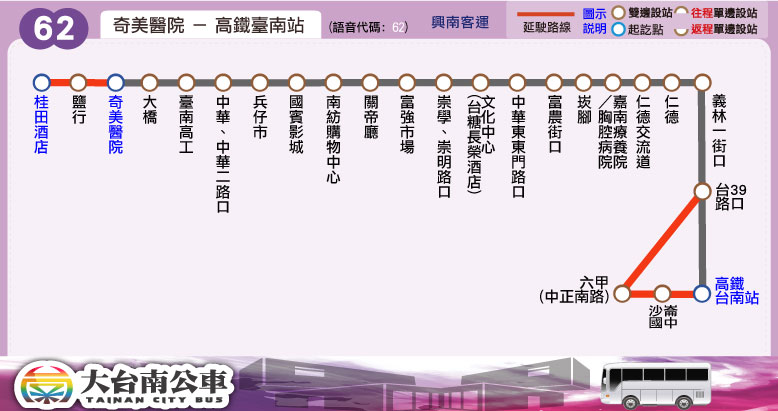 62
奇美醫院 － 高鐵臺南站
(語音代碼：62)
興南客運
延駛路線
圖示
說明
雙邊設站
往程單邊設站
起訖點
返程單邊設站
桂田酒店
鹽行
奇美醫院
大橋
臺南高工
中華、中華二路口
兵仔市
國賓影城
南紡購物中心
關帝廳
富強市場
崇學、崇明路口
文化中心
(台糖長榮酒店)
中華東東門路口
富農街口
崁腳
嘉南療養院
／胸腔病院
仁德交流道
仁德
義林一街口
台39
路口
六甲
(中正南路)
沙崙
國中
高鐵
台南站
大台南公車
TAINAN CITY BUS